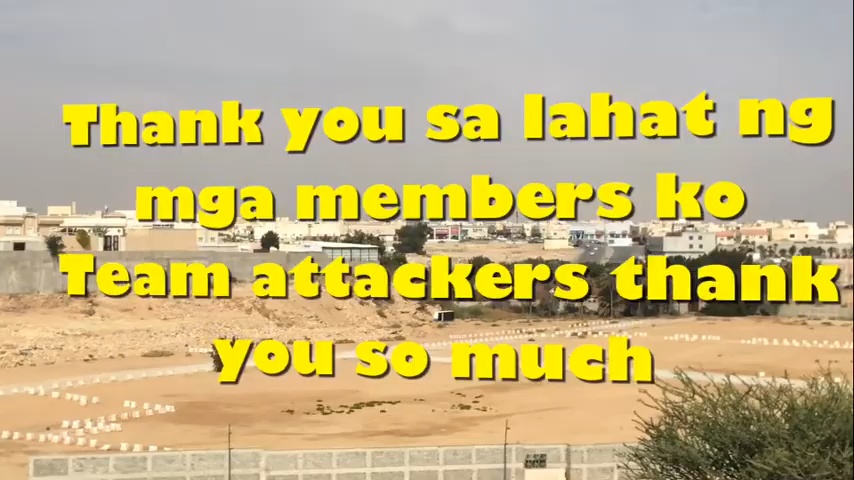 Thank you sa lahat ng
mga members ko
Team attackers thank
you so much